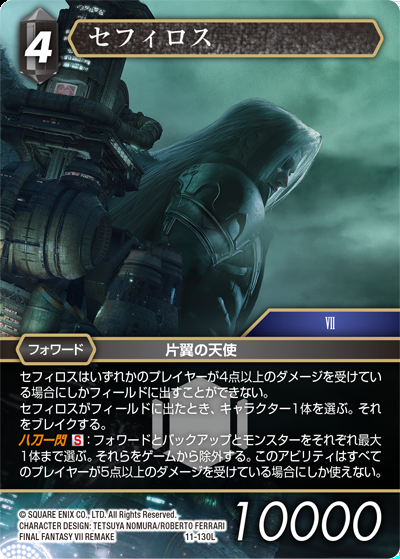 4
セフィロス
VII
フォワード
片翼の天使
セフィロスはいずれかのプレイヤーが4点以上のダメージを受けてい
る場合にしかフィールドに出すことができない。
セフィロスがフィールドに出たとき、キャラクター1体を選ぶ。それ
をブレイクする。
八刀一閃 S:フォワードとバックアップとモンスターをそれぞれ最大
1体まで選ぶ。それらをゲームから除外する。このアビリティはすべて
のプレイヤーが5点以上のダメージを受けている場合にしか使えない。
© SQUARE ENIX CO., LTD. All Rights Reserved.
CHARACTER DESIGN: TETSUYA NOMURA/ROBERTO FERRARI
FINAL FANTASY VII REMAKE
11-130L
10000